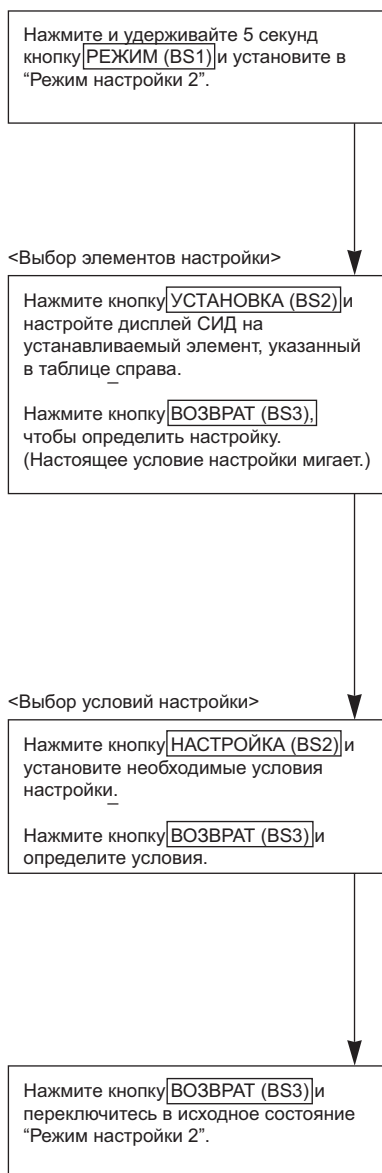 Нажмите и удерживайте 5 секунд
кнопку РЕЖИМ (BS1) и установите в
“Режим настройки 2”.
<Выбор элементов настройки>
Нажмите кнопку УСТАНОВКА (BS2) и
настройте дисплей СИД на
устанавливаемый элемент, указанный
в таблице справа.
Нажмите кнопку ВОЗВРАТ (BS3),
чтобы определить настройку.
(Настоящее условие настройки мигает.)
<Выбор условий настройки>
Нажмите кнопку НАСТРОЙКА (BS2) и
установите необходимые условия
настройки.
Нажмите кнопку ВОЗВРАТ (BS3) и
определите условия.
Нажмите кнопку ВОЗВРАТ (BS3) и
переключитесь в исходное состояние
“Режим настройки 2”.